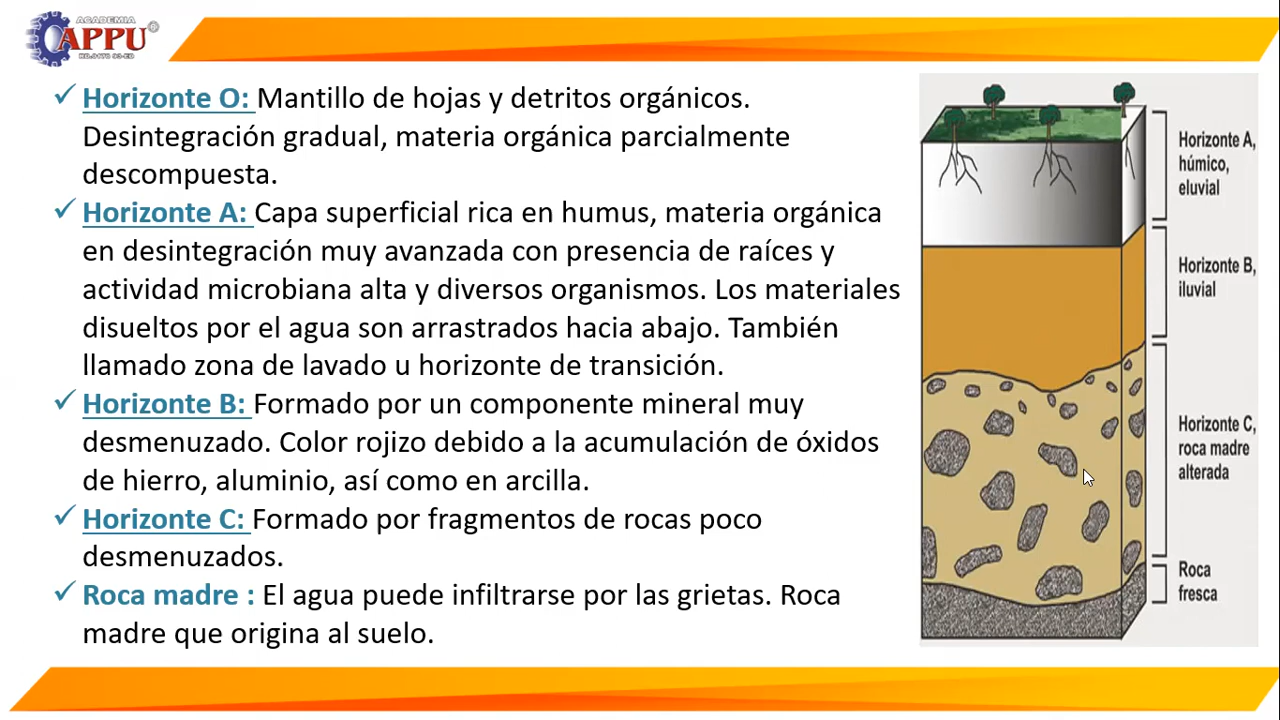 ACADEMIA
APPU®
✓ Horizonte O: Mantillo de hojas y detritos orgánicos.
Desintegración gradual, materia orgánica parcialmente
descompuesta.
✓ Horizonte A: Capa superficial rica en humus, materia orgánica
en desintegración muy avanzada con presencia de raíces y
actividad microbiana alta y diversos organismos. Los materiales
disueltos por el agua son arrastrados hacia abajo. También
llamado zona de lavado u horizonte de transición.
✓ Horizonte B: Formado por un componente mineral muy
desmenuzado. Color rojizo debido a la acumulación de óxidos
de hierro, aluminio, así como en arcilla.
✓ Horizonte C: Formado por fragmentos de rocas poco
desmenuzados.
✓ Roca madre : El agua puede infiltrarse por las grietas. Roca
madre que origina al suelo.
Horizonte A,
húmico,
eluvial
Horizonte B,
iluvial
Horizonte C,
roca madre
alterada
Roca
fresca